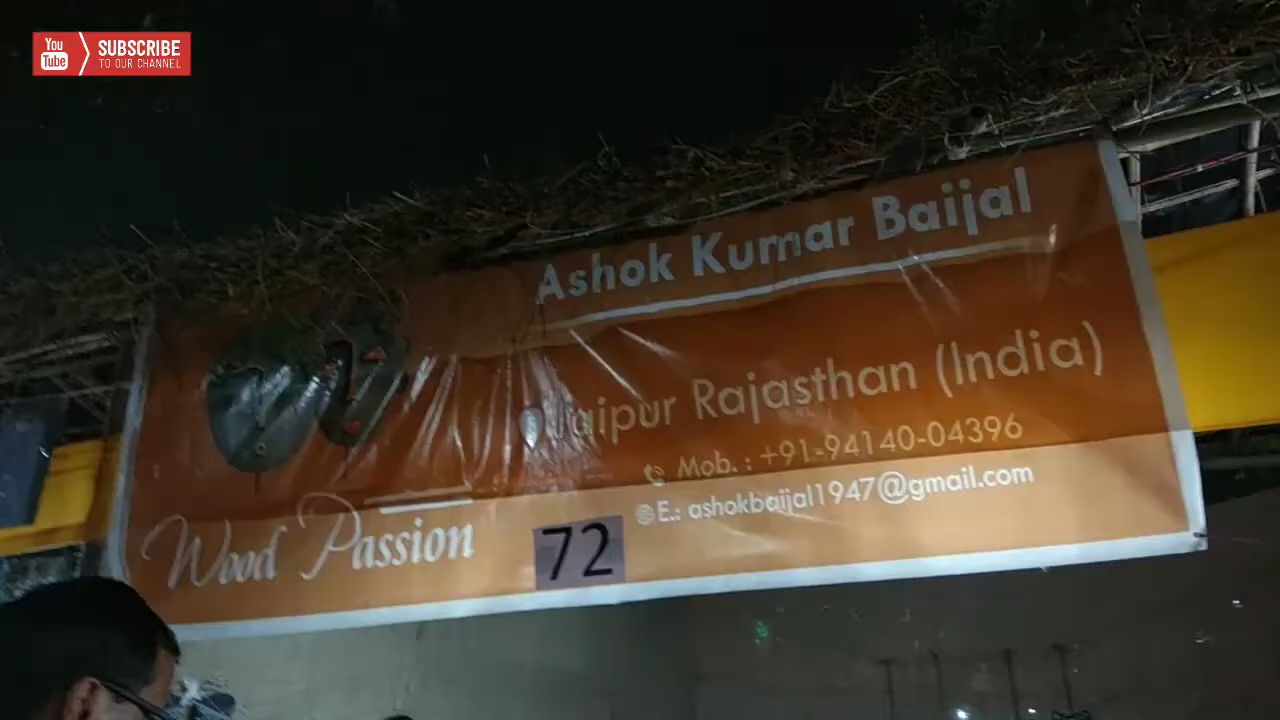 You Tube SUBSCRIBE
TO OUR CHANNEL
Ashok Kumar Baijal
Jaipur Rajasthan (India)
Mob. : +91-94140-04396
E.: ashokbaijal1947@gmail.com
Wood Passion
72